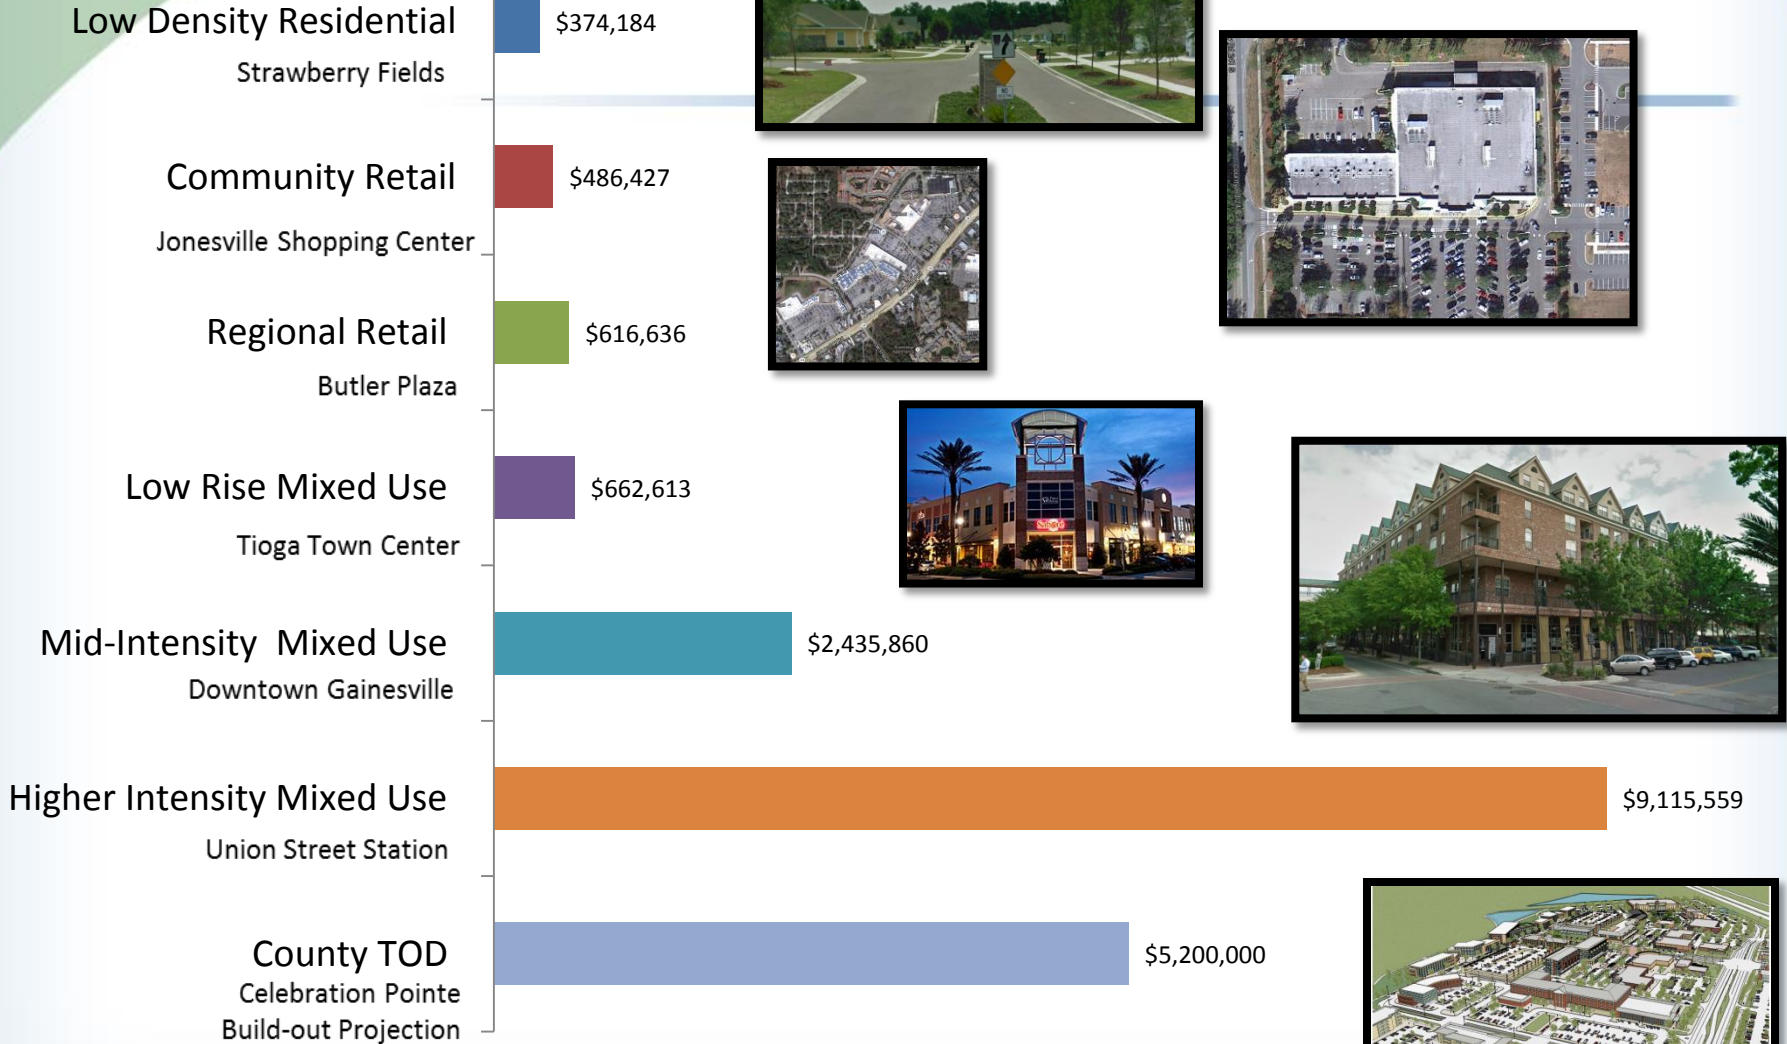 Low Density Residential
$374,184
Strawberry Fields
Community Retail
$486,427
Jonesville Shopping Center
Regional Retail
$616,636
Butler Plaza
Low Rise Mixed Use
$662,613
Tioga Town Center
Mid-Intensity  Mixed Use
$2,435,860
Downtown Gainesville
Higher Intensity Mixed Use
$9,115,559
Union Street Station
County TOD
$5,200,000
Celebration Pointe
Build-out Projection